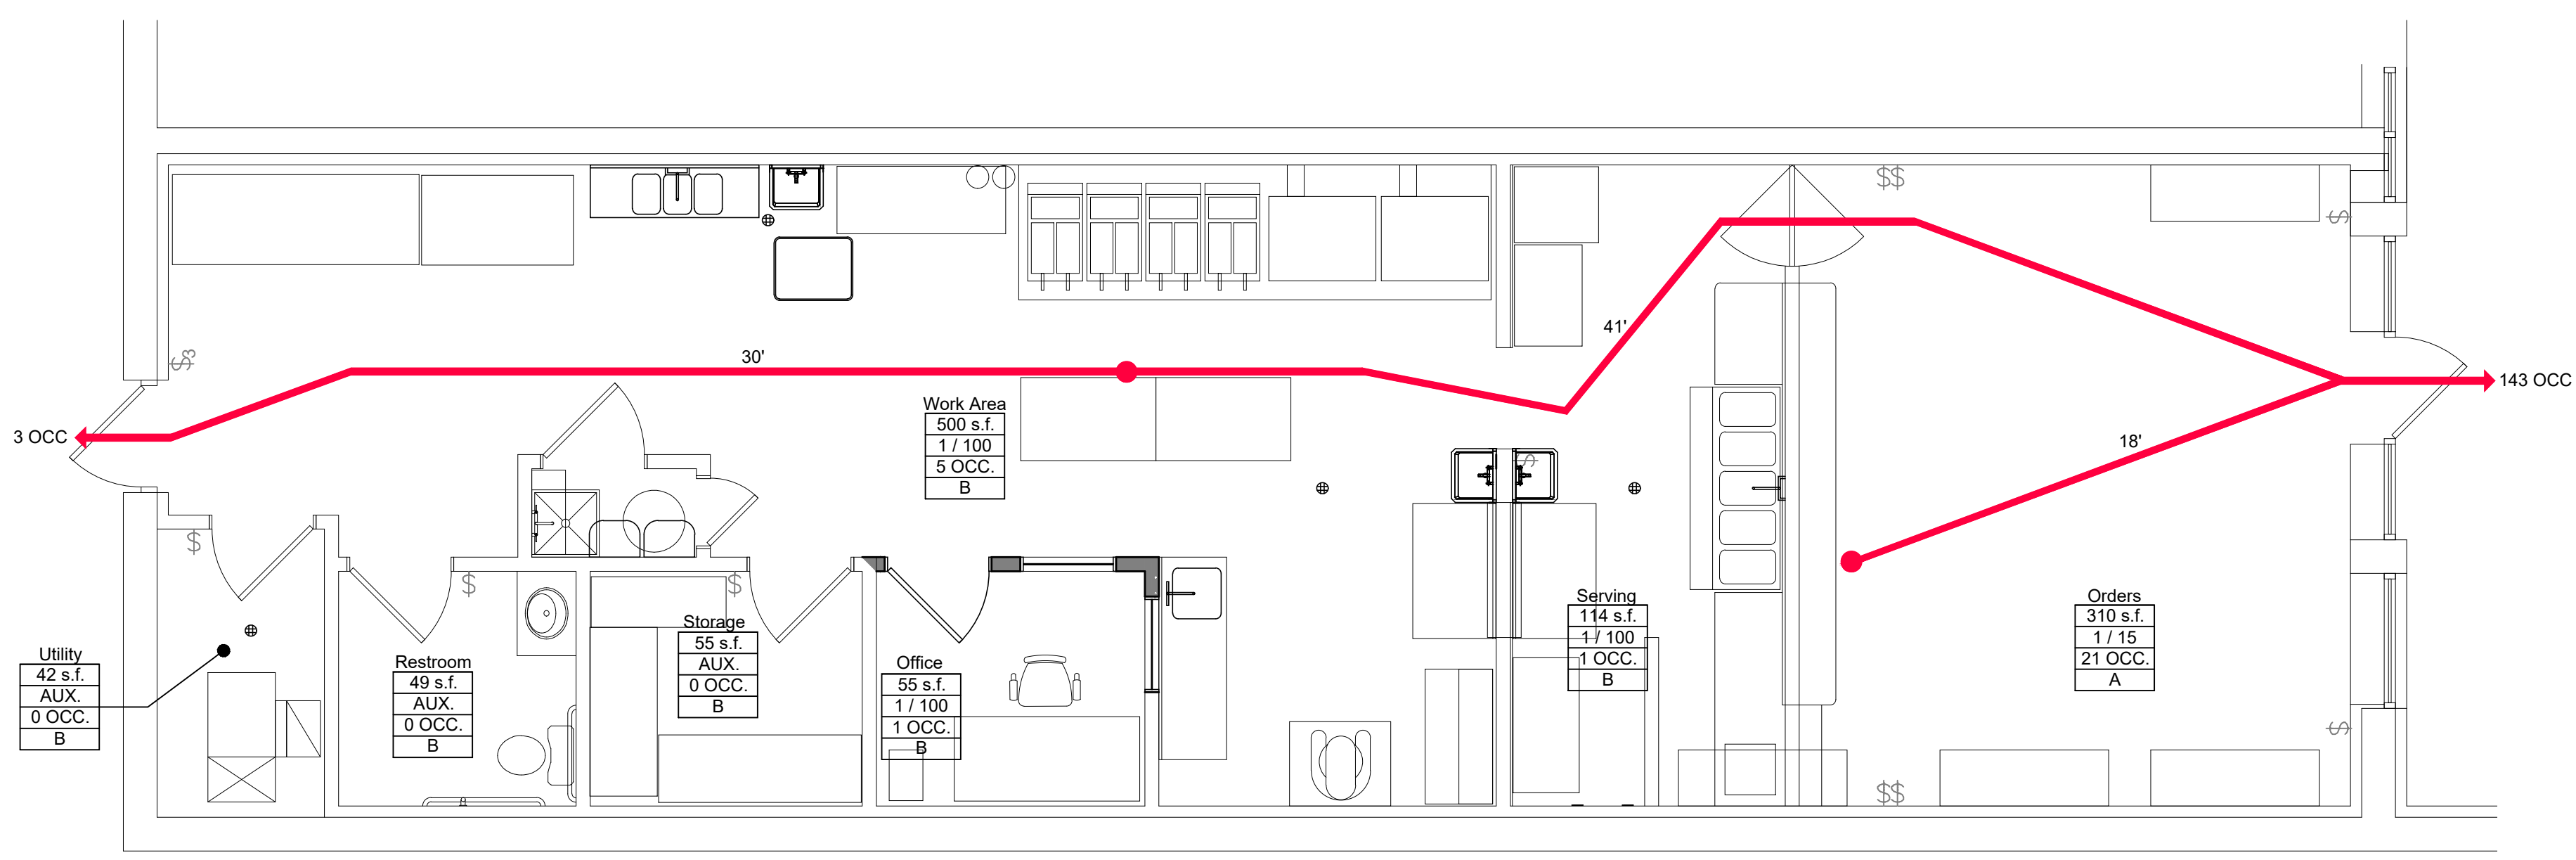 $$
$
$3
41'
30'
143 OCC
3 OCC
18'
Work Area
500 s.f.
1 / 100
5 OCC.
B
$
$
$
$
Serving
114 s.f.
1 / 100
1 OCC.
B
Orders
310 s.f.
1 / 15
21 OCC.
A
Storage
55 s.f.
AUX.
0 OCC.
B
Utility
42 s.f.
AUX.
0 OCC.
B
Restroom
49 s.f.
AUX.
0 OCC.
B
Office
55 s.f.
1 / 100
1 OCC.
B
$
$$